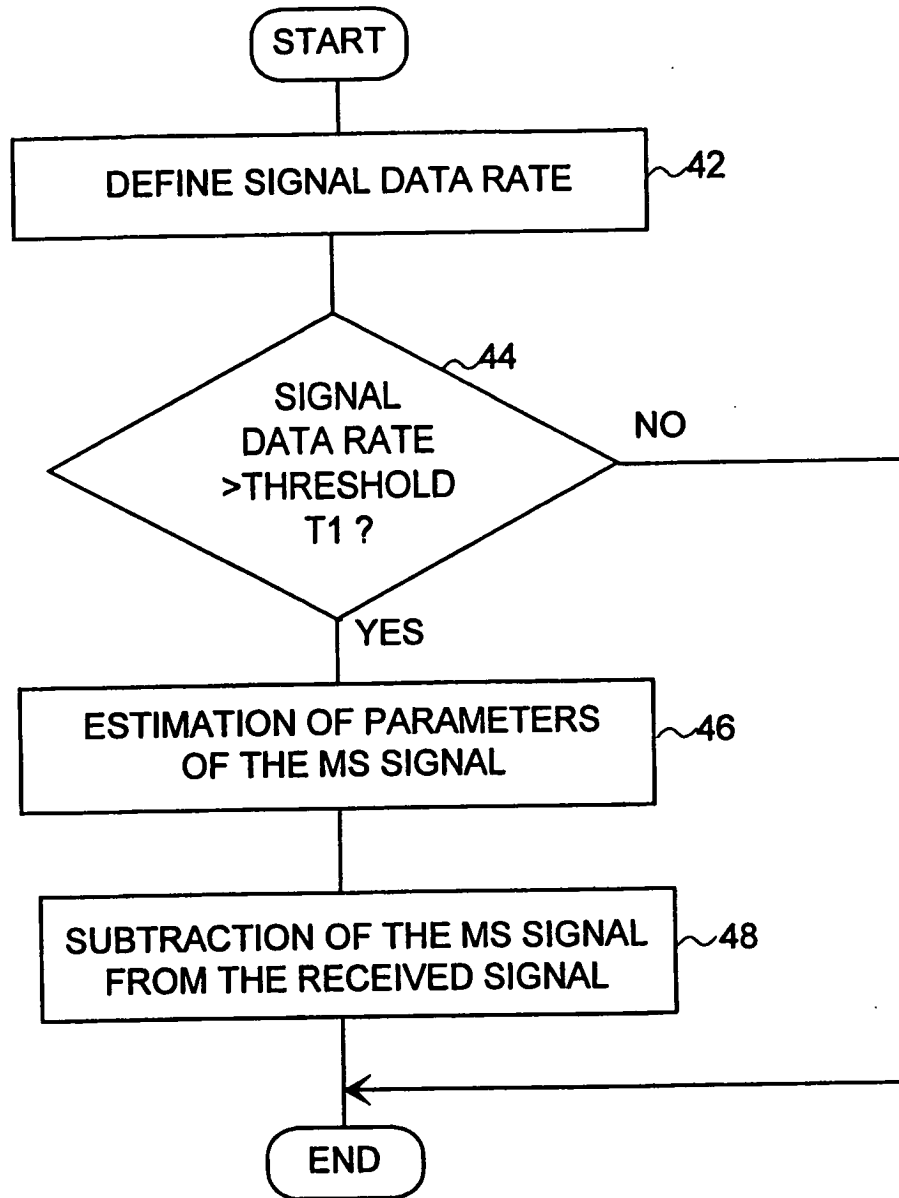 START
DEFINE SIGNAL DATA RATE
42
44
SIGNAL
DATA RATE
>THRESHOLD
T1 ?
NO
YES
ESTIMATION OF PARAMETERS
OF THE MS SIGNAL
46
SUBTRACTION OF THE MS SIGNAL
FROM THE RECEIVED SIGNAL
48
END